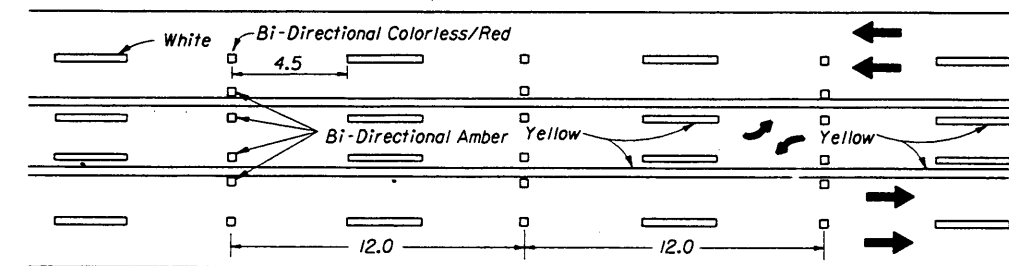 White
Bi-Directional Colorless/Red
4.5
Bi-Directional Amber
Yellow
Yellow
12.0
12.0